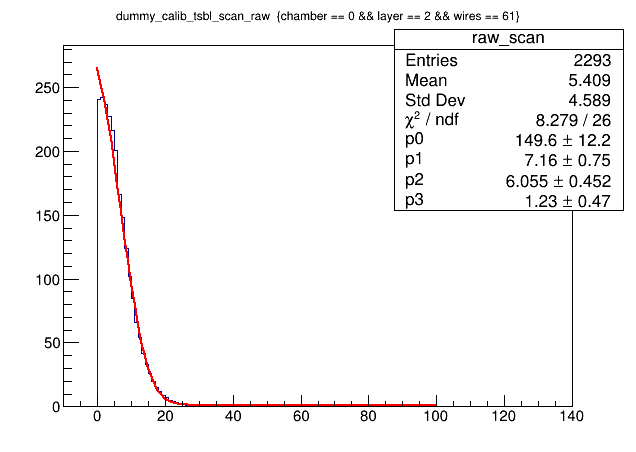 dummy_calib_tsbl_scan_raw {chamber == 0 && layer == 2 && wires == 61}
raw_scan
Entries 2293
Mean 5.409
Std Dev 4.589
χ² / ndf 8.279 / 26
p0 149.6 ± 12.2
p1 7.16 ± 0.75
p2 6.055 ± 0.452
p3 1.23 ± 0.47
250
200
150
100
50
0
0 20 40 60 80 100 120 140